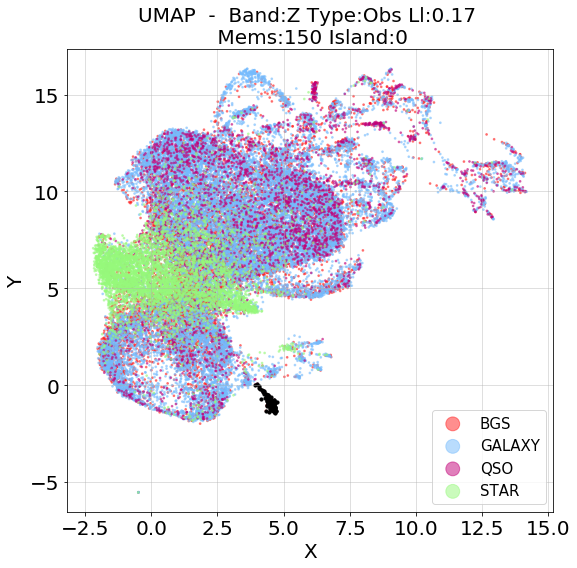 UMAP  -  Band:Z Type:Obs Ll:0.17
Mems:150 Island:0
Y
15
10
5
0
−5
−2.5 0.0 2.5 5.0 7.5 10.0 12.5 15.0
X
BGS
GALAXY
QSO
STAR